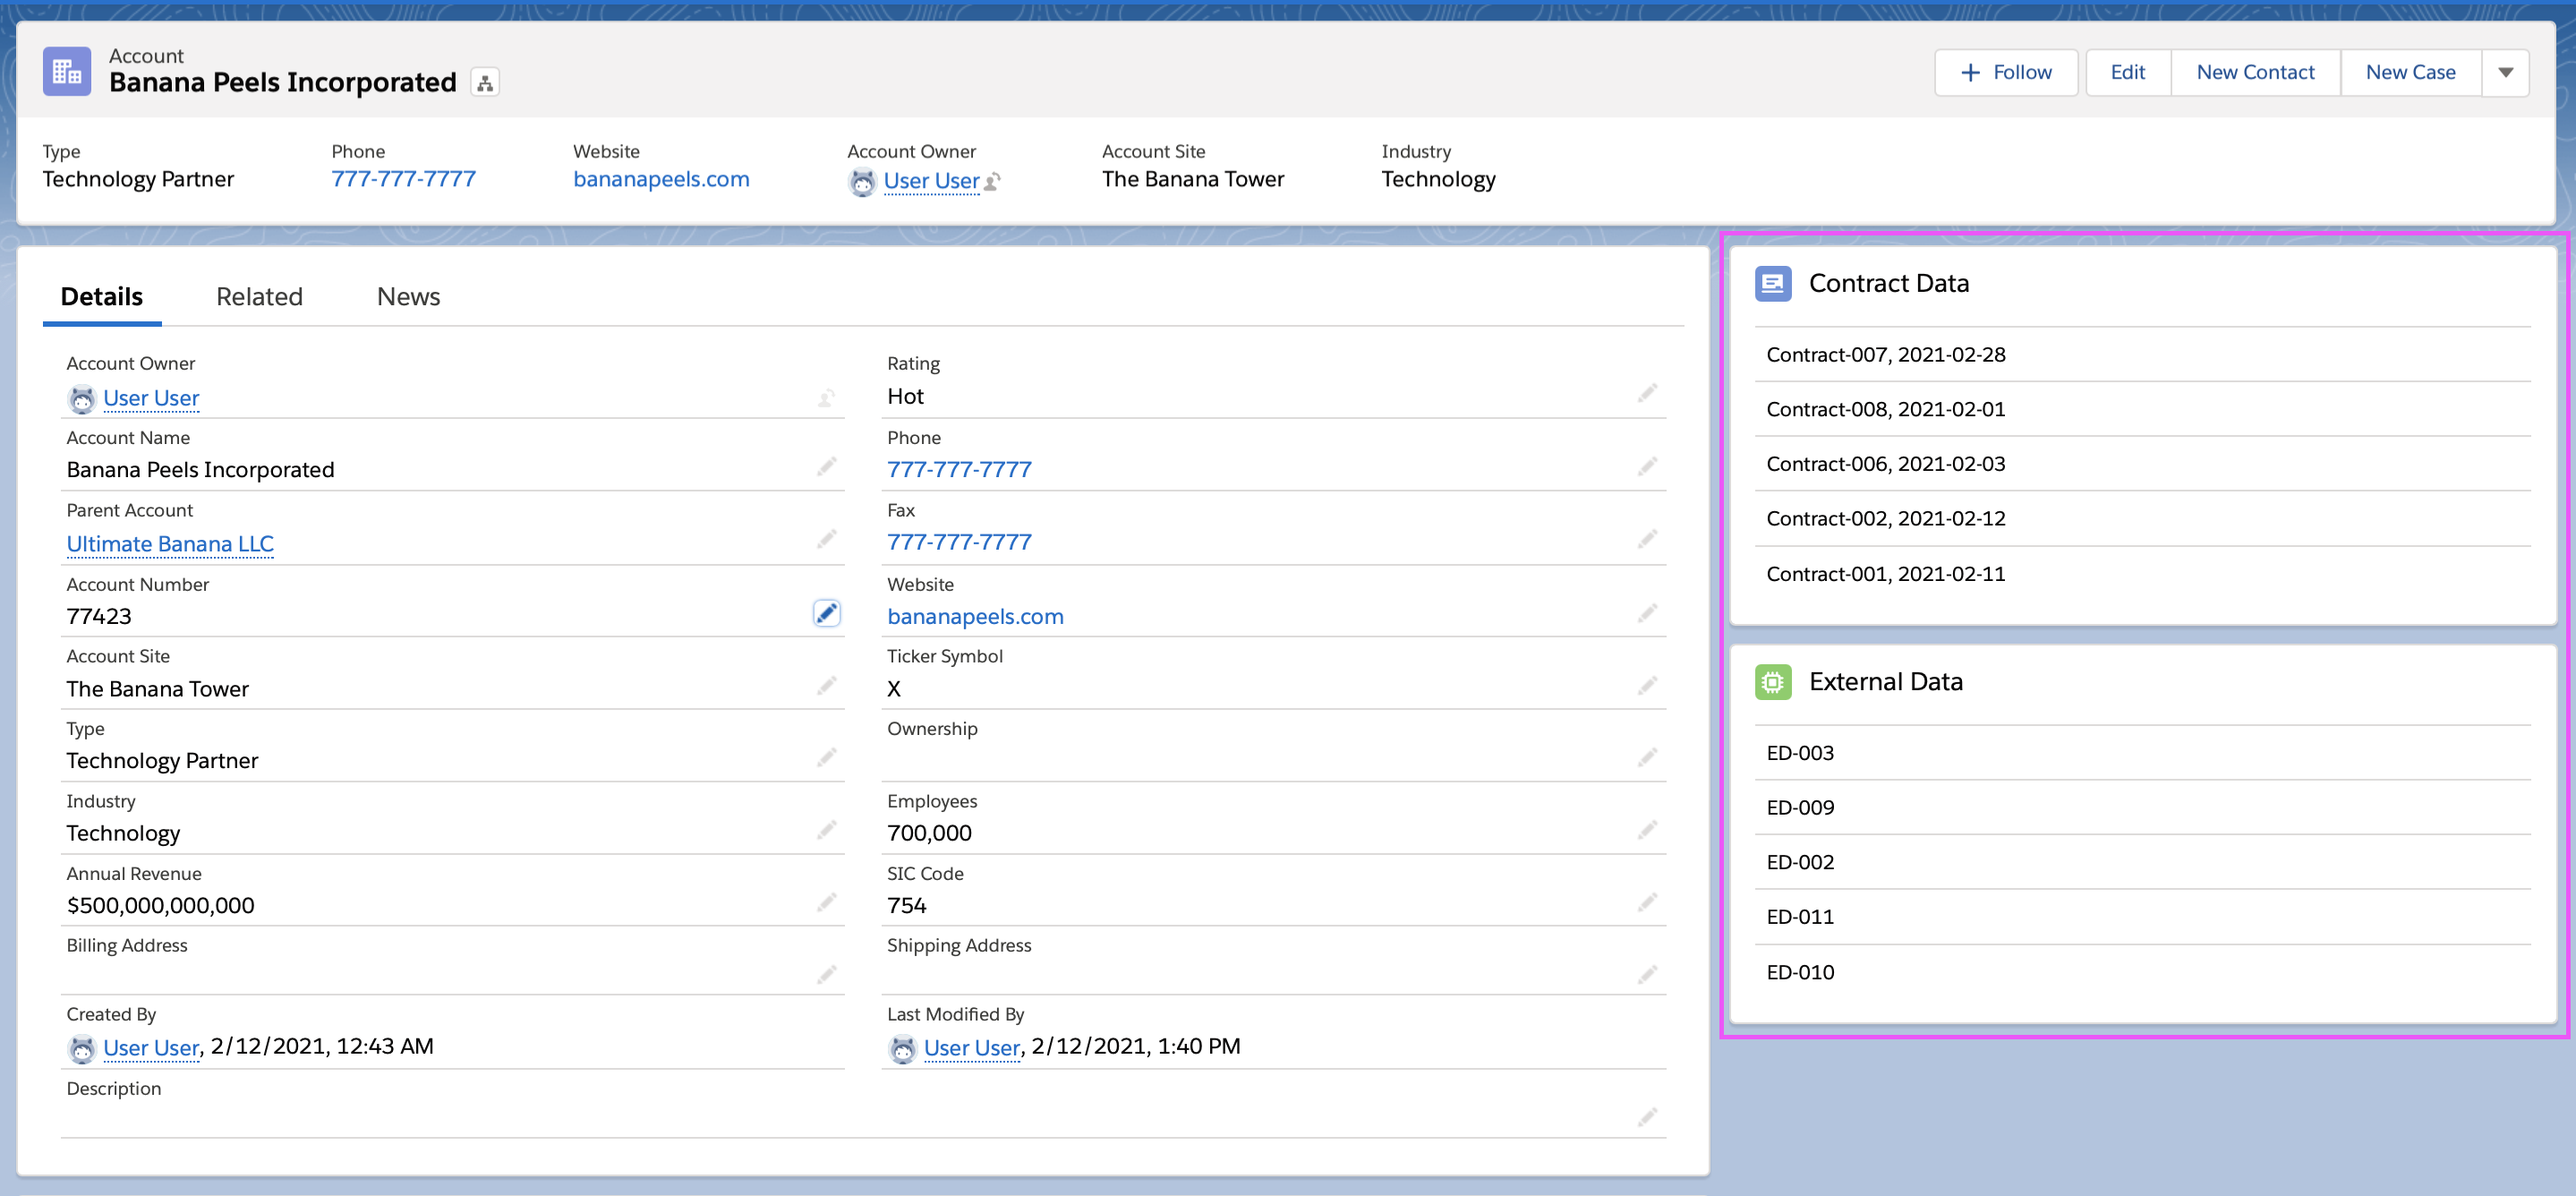 Account
Banana Peels Incorporated
Follow
Edit
New Contact
New Case
Type
Technology Partner
Phone
777-777-7777
Website
bananapeels.com
Account Owner
User User
Account Site
The Banana Tower
Industry
Technology
Details
Related
News
Account Owner
User User
Rating
Hot
Account Name
Banana Peels Incorporated
Phone
777-777-7777
Parent Account
Ultimate Banana LLC
Fax
777-777-7777
Account Number
77423
Website
bananapeels.com
Account Site
The Banana Tower
Ticker Symbol
X
Type
Technology Partner
Ownership
Industry
Technology
Employees
700,000
Annual Revenue
$500,000,000,000
SIC Code
754
Billing Address
Shipping Address
Created By
User User, 2/12/2021, 12:43 AM
Last Modified By
User User, 2/12/2021, 1:40 PM
Description
Contract Data
Contract-007, 2021-02-28
Contract-008, 2021-02-01
Contract-006, 2021-02-03
Contract-002, 2021-02-12
Contract-001, 2021-02-11
External Data
ED-003
ED-009
ED-002
ED-011
ED-010